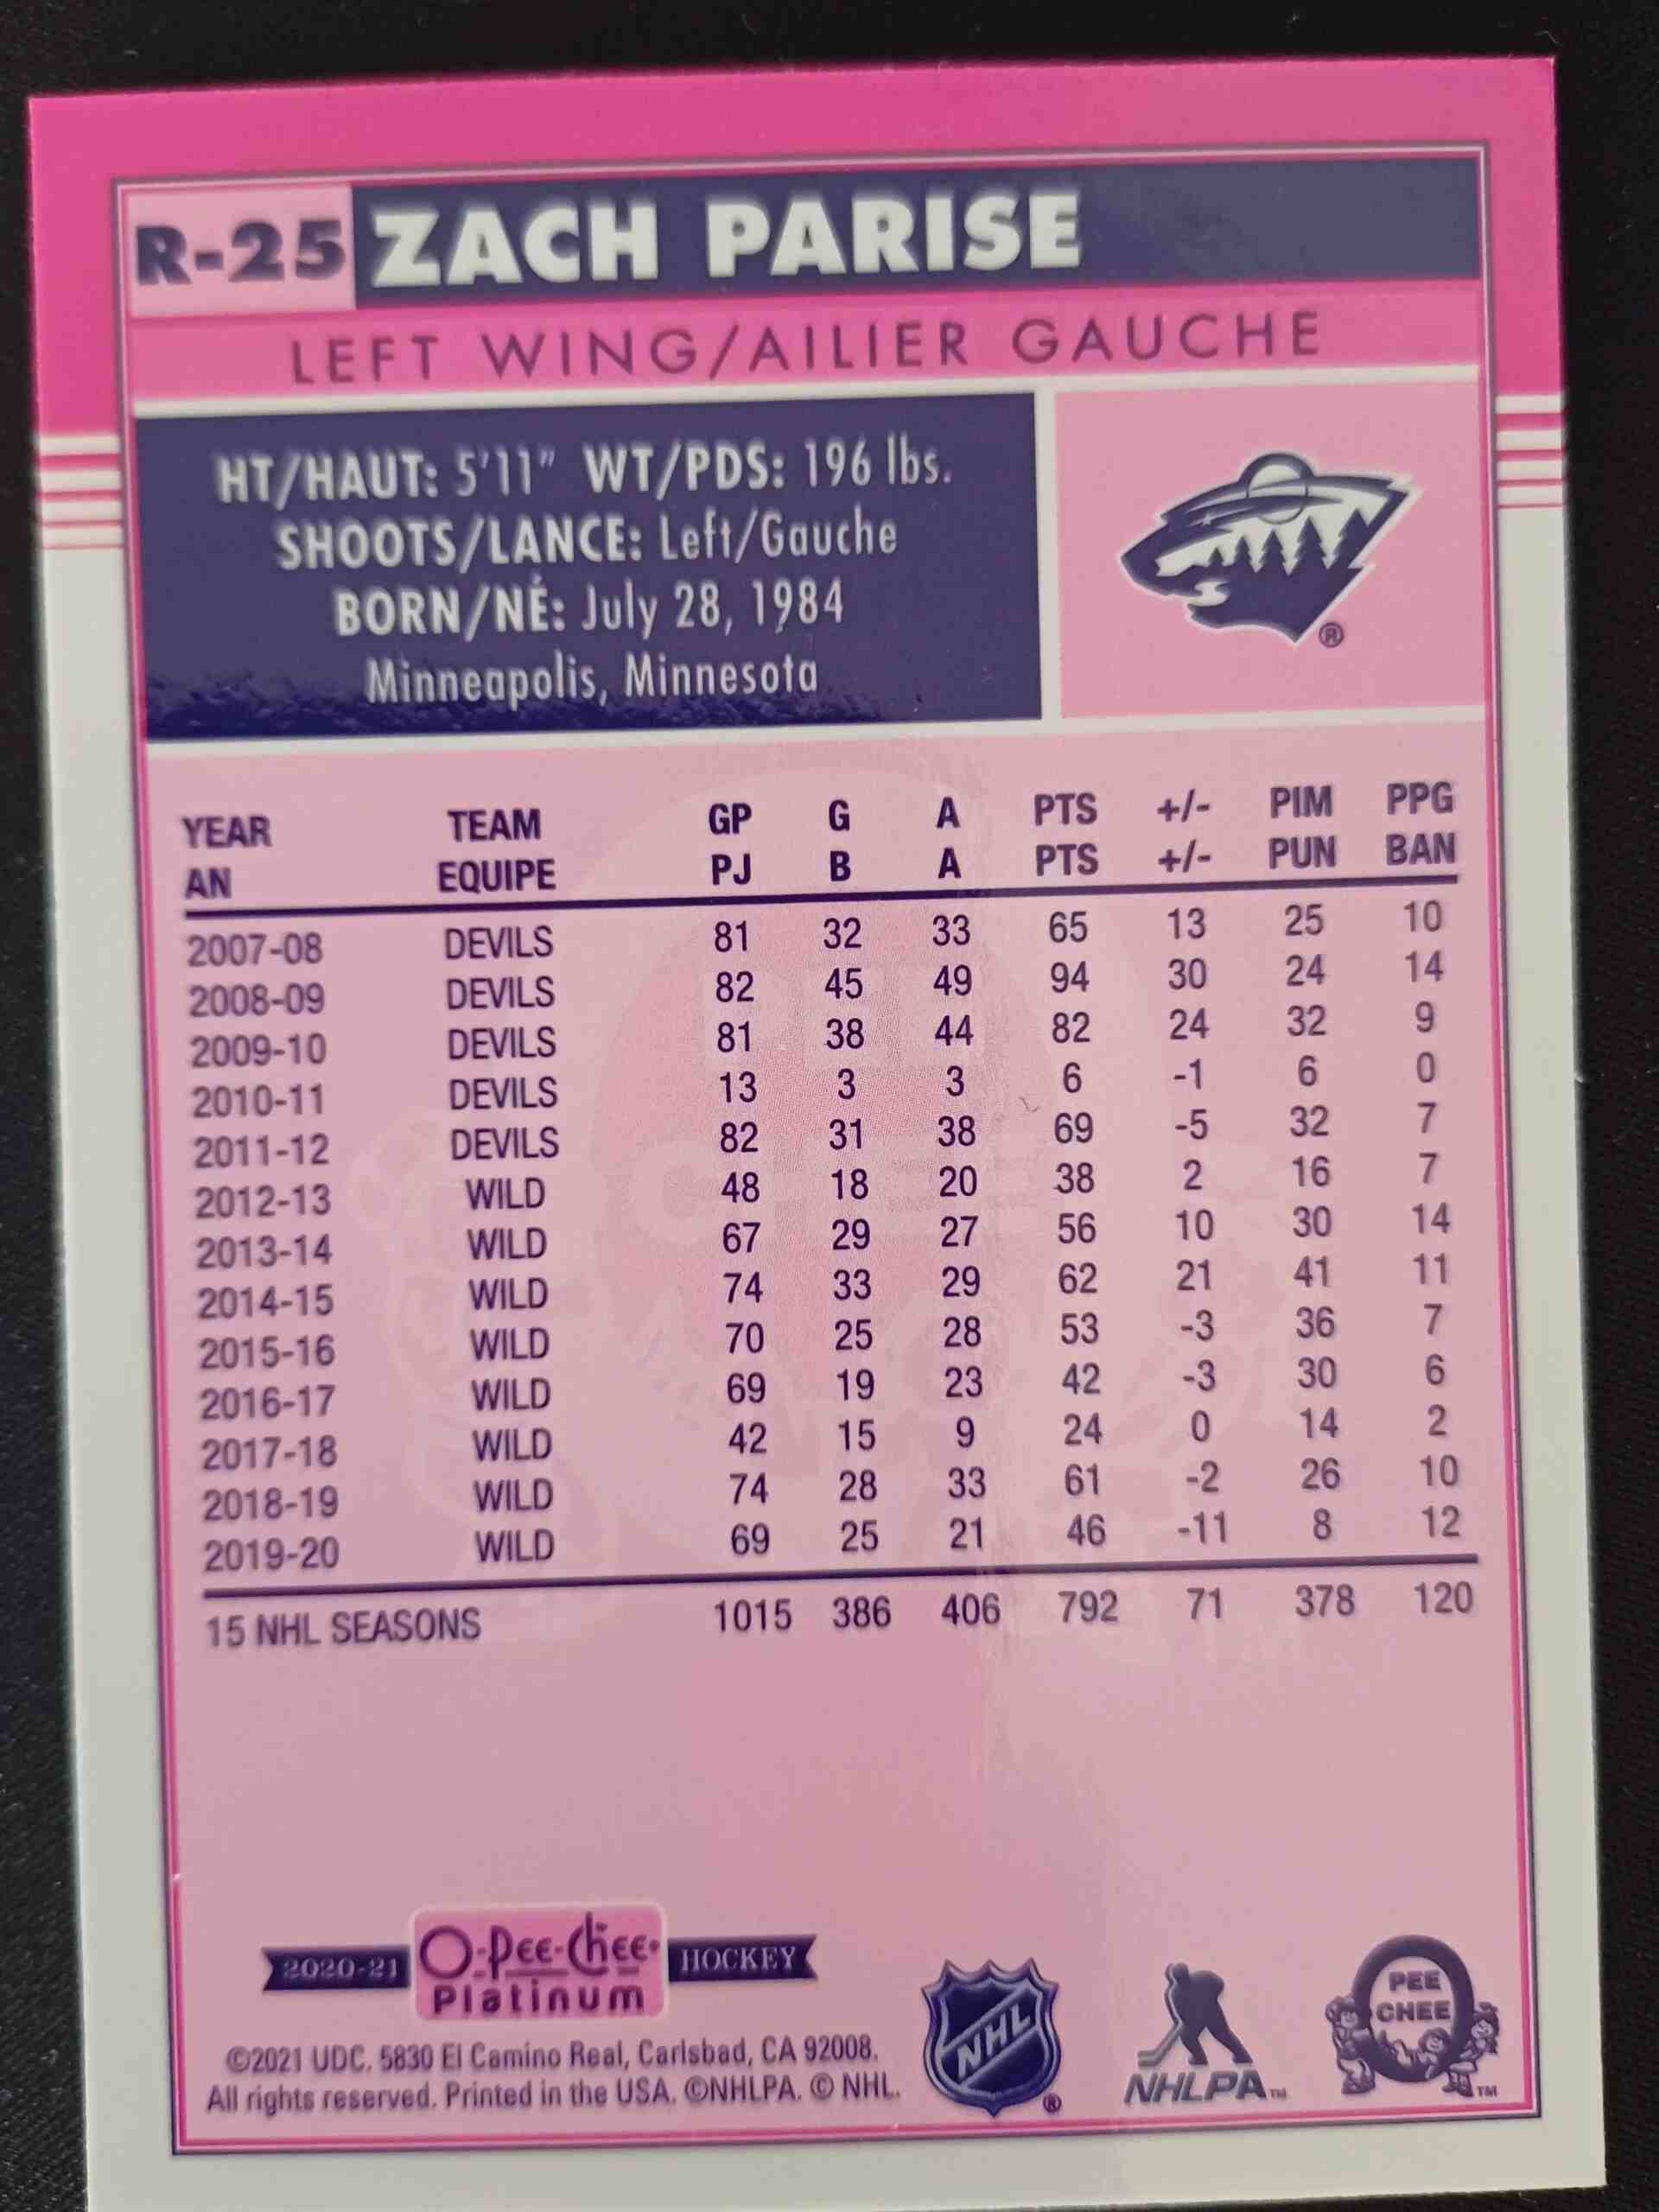 R-25 ZACH PARISE
LEFT WING/AILIER GAUCHE
HT/HAUT: 5'11" WT/PDS: 196 lbs.
SHOOTS/LANCE: Left/Gauche
BORN/NÉ: July 28, 1984
Minneapolis, Minnesota
®
YEAR TEAM GP G A PTS +/- PIM PPG
AN EQUIPE PJ B A PTS +/- PUN BAN
2007-08 DEVILS 81 32 33 65 13 25 10
2008-09 DEVILS 82 45 49 94 30 24 14
2009-10 DEVILS 81 38 44 82 24 32 9
2010-11 DEVILS 13 3 3 6 -1 6 0
2011-12 DEVILS 82 31 38 69 -5 32 7
2012-13 WILD 48 18 20 38 2 16 7
2013-14 WILD 67 29 27 56 10 30 14
2014-15 WILD 74 33 29 62 21 41 11
2015-16 WILD 70 25 28 53 -3 36 7
2016-17 WILD 69 19 23 42 -3 30 6
2017-18 WILD 42 15 9 24 0 14 2
2018-19 WILD 74 28 33 61 -2 26 10
2019-20 WILD 69 25 21 46 -11 8 12
15 NHL SEASONS 1015 386 406 792 71 378 120
2020-21 O-Pee-Chee Platinum HOCKEY
©2021 UDC. 5830 El Camino Real, Carlsbad, CA 92008.
All rights reserved. Printed in the USA. ©NHLPA. © NHL.
NHL ®
NHLPA TM
O PEE CHEE TM